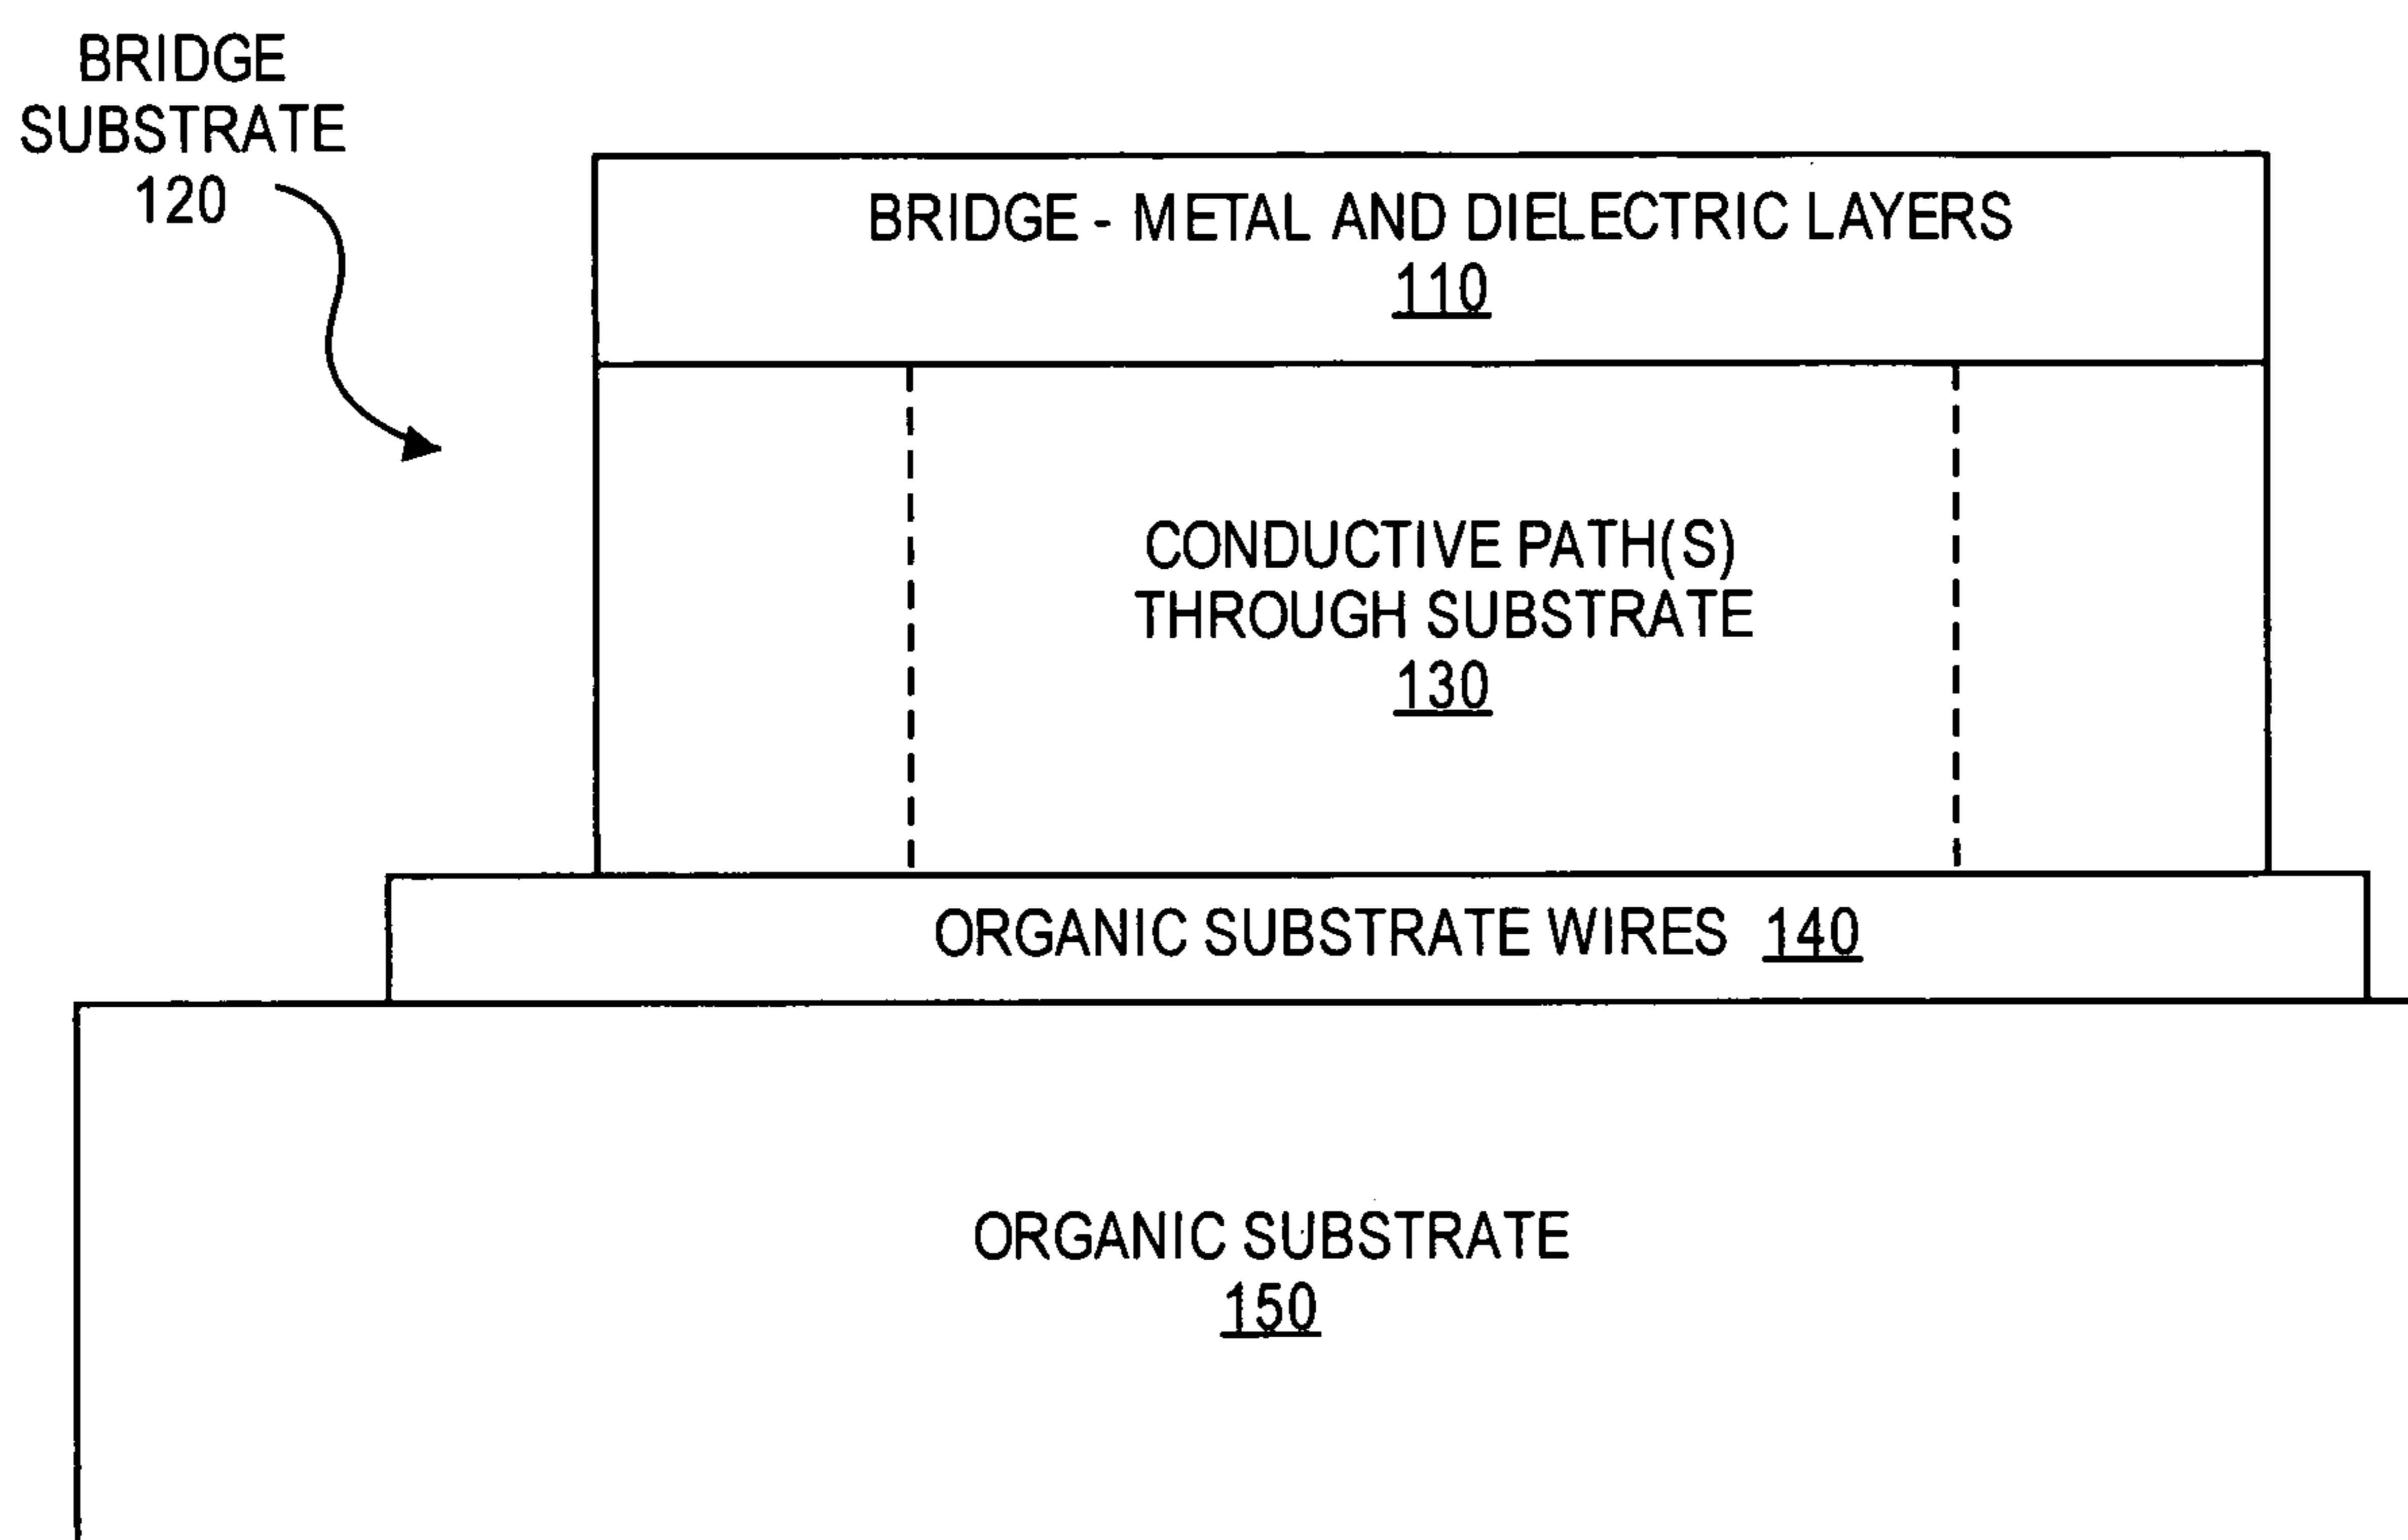 BRIDGE
SUBSTRATE
120
BRIDGE - METAL AND DIELECTRIC LAYERS
110
CONDUCTIVE PATH(S)
THROUGH SUBSTRATE
130
ORGANIC SUBSTRATE WIRES 140
ORGANIC SUBSTRATE
150